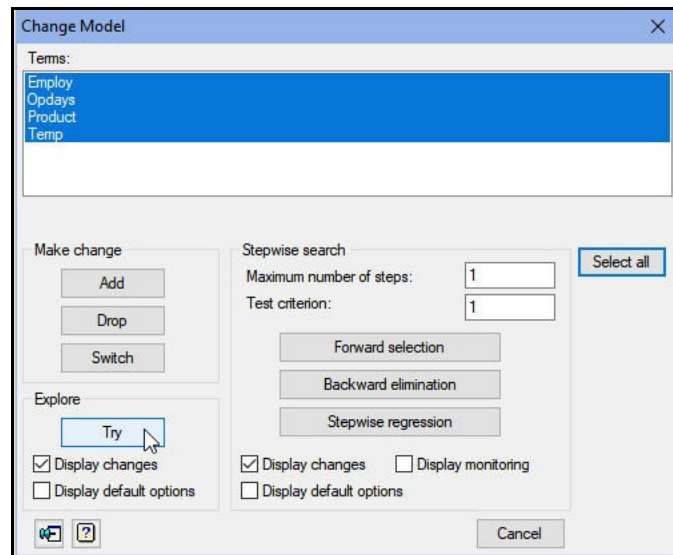 Change Model
Terms:
Employ
Opdays
Product
Temp
Make change
Add
Drop
Switch
Explore
Try
Display changes
Display default options
Stepwise search
Maximum number of steps: 1
Test criterion: 1
Forward selection
Backward elimination
Stepwise regression
Display changes Display monitoring
Display default options
Select all
?
Cancel